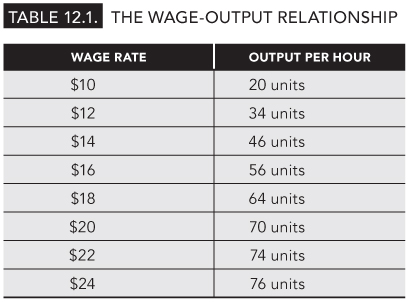 TABLE 12.1. THE WAGE-OUTPUT RELATIONSHIP
WAGE RATE OUTPUT PER HOUR
$10 20 units
$12 34 units
$14 46 units
$16 56 units
$18 64 units
$20 70 units
$22 74 units
$24 76 units